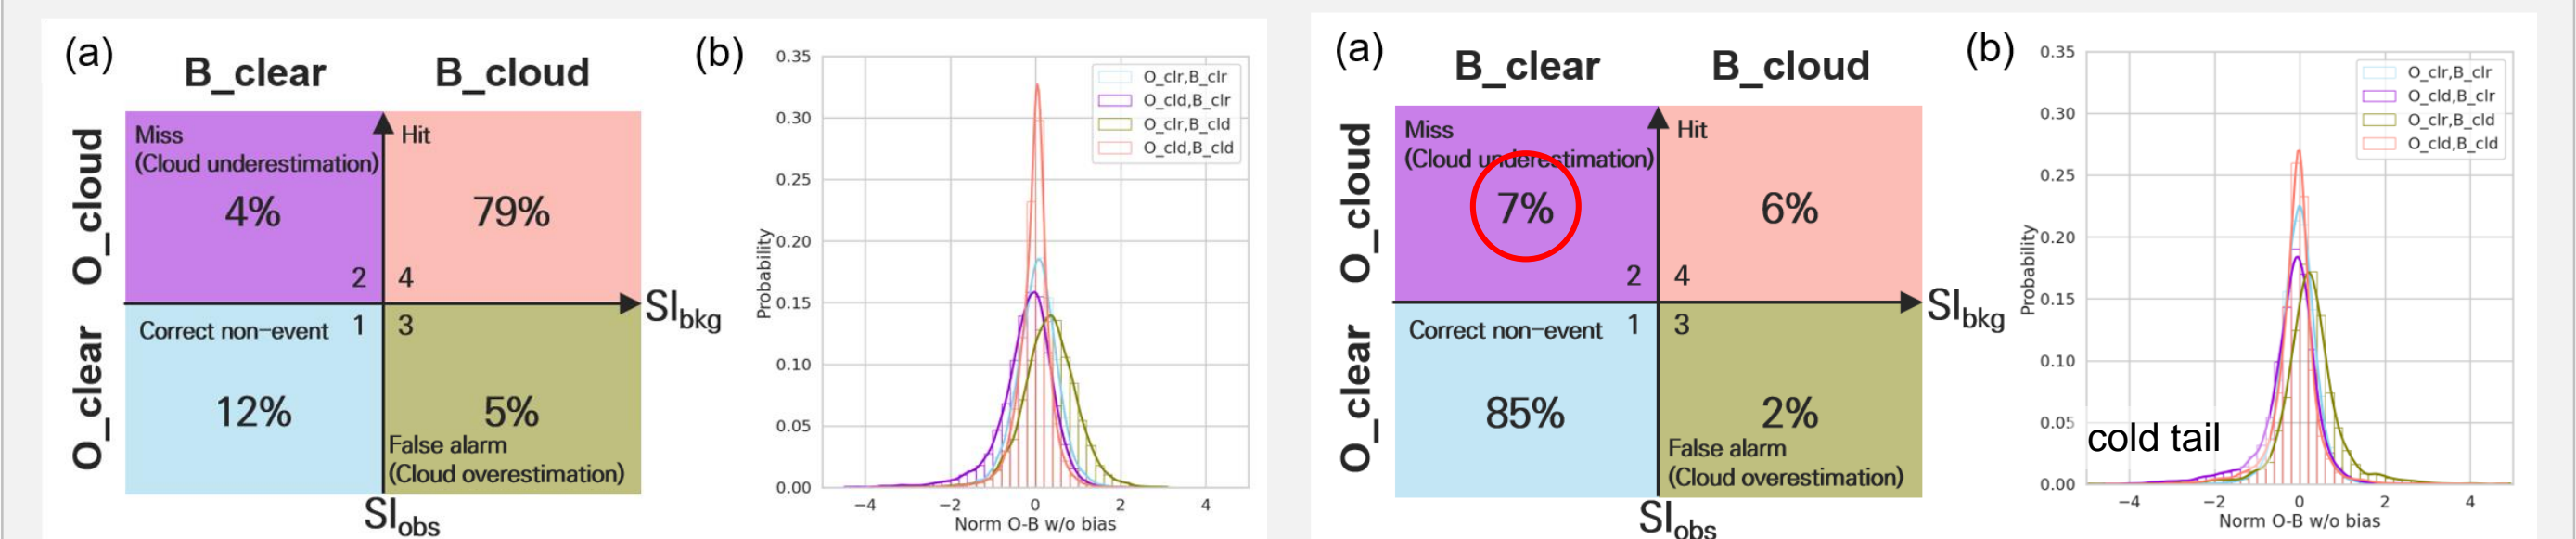 (a)
B_clear
B_cloud
O_cloud
O_clear
Miss
(Cloud underestimation)
4%
2
Hit
79%
4
SIbkg
Correct non-event
1
12%
3
5%
False alarm
(Cloud overestimation)
SIobs
(b)
0.35
0.30
0.25
0.20
0.15
0.10
0.05
0.00
Probability
O_clr,B_clr
O_cld,B_clr
O_clr,B_cld
O_cld,B_cld
−4
−2
0
2
4
Norm O-B w/o bias
(a)
B_clear
B_cloud
O_cloud
O_clear
Miss
(Cloud underestimation)
7%
2
Hit
6%
4
SIbkg
Correct non-event
1
85%
3
2%
False alarm
(Cloud overestimation)
SIobs
(b)
0.35
0.30
0.25
0.20
0.15
0.10
0.05
0.00
Probability
O_clr,B_clr
O_cld,B_clr
O_clr,B_cld
O_cld,B_cld
cold tail
−4
−2
0
2
4
Norm O-B w/o bias